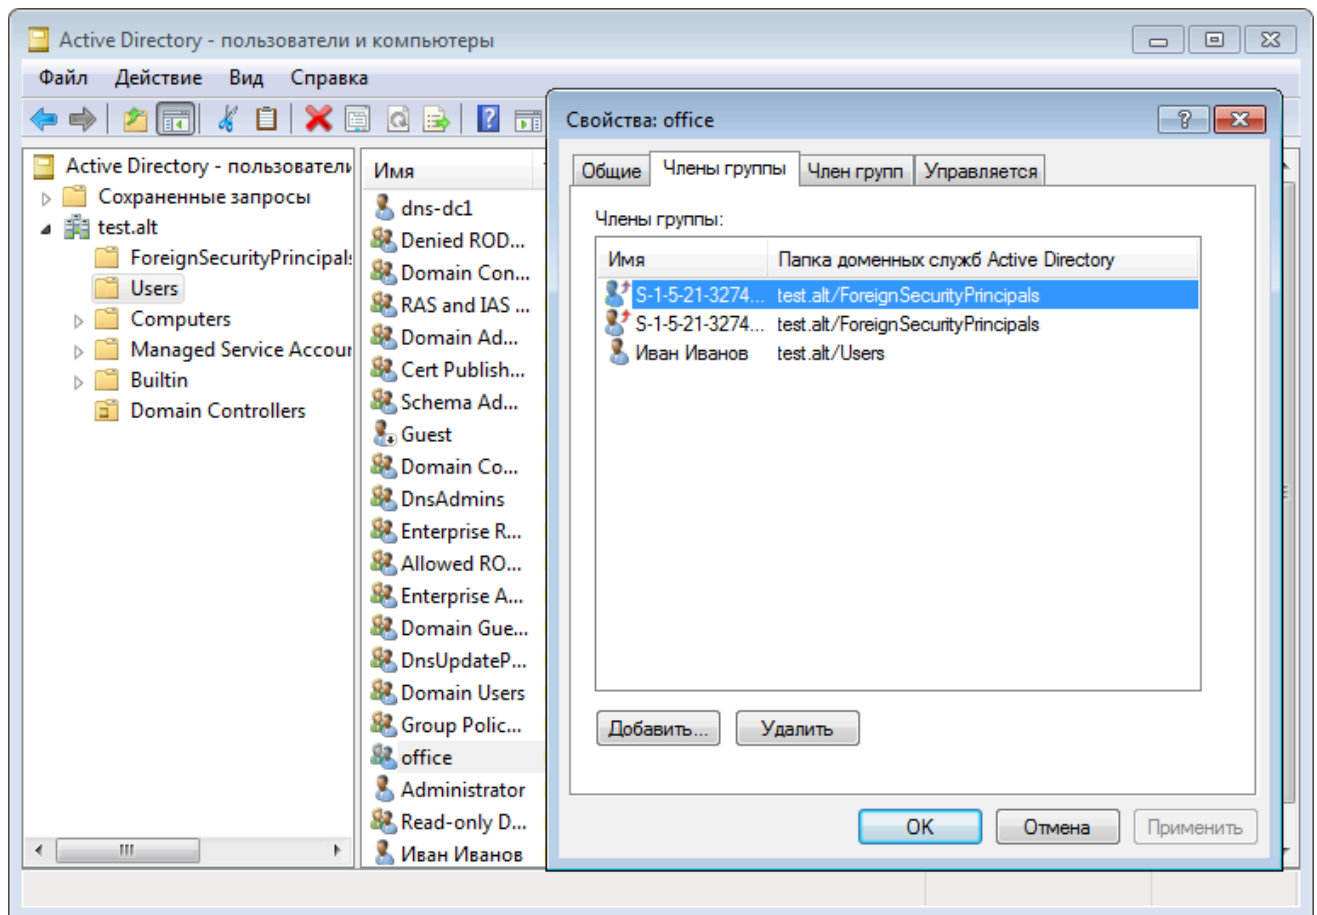 Active Directory - пользователи и компьютеры
Файл Действие Вид Справка
Active Directory - пользователи
Сохраненные запросы
test.alt
ForeignSecurityPrincipals
Users
Computers
Managed Service Accour
Builtin
Domain Controllers
Имя
dns-dc1
Denied ROD...
Domain Con...
RAS and IAS ...
Domain Ad...
Cert Publish...
Schema Ad...
Guest
Domain Co...
DnsAdmins
Enterprise R...
Allowed RO...
Enterprise A...
Domain Gue...
DnsUpdateP...
Domain Users
Group Polic...
office
Administrator
Read-only D...
Иван Иванов
Свойства: office
Общие Члены группы Член групп Управляется
Члены группы:
Имя Папка доменных служб Active Directory
S-1-5-21-3274... test.alt/ForeignSecurityPrincipals
S-1-5-21-3274... test.alt/ForeignSecurityPrincipals
Иван Иванов test.alt/Users
Добавить... Удалить
OK Отмена Применить